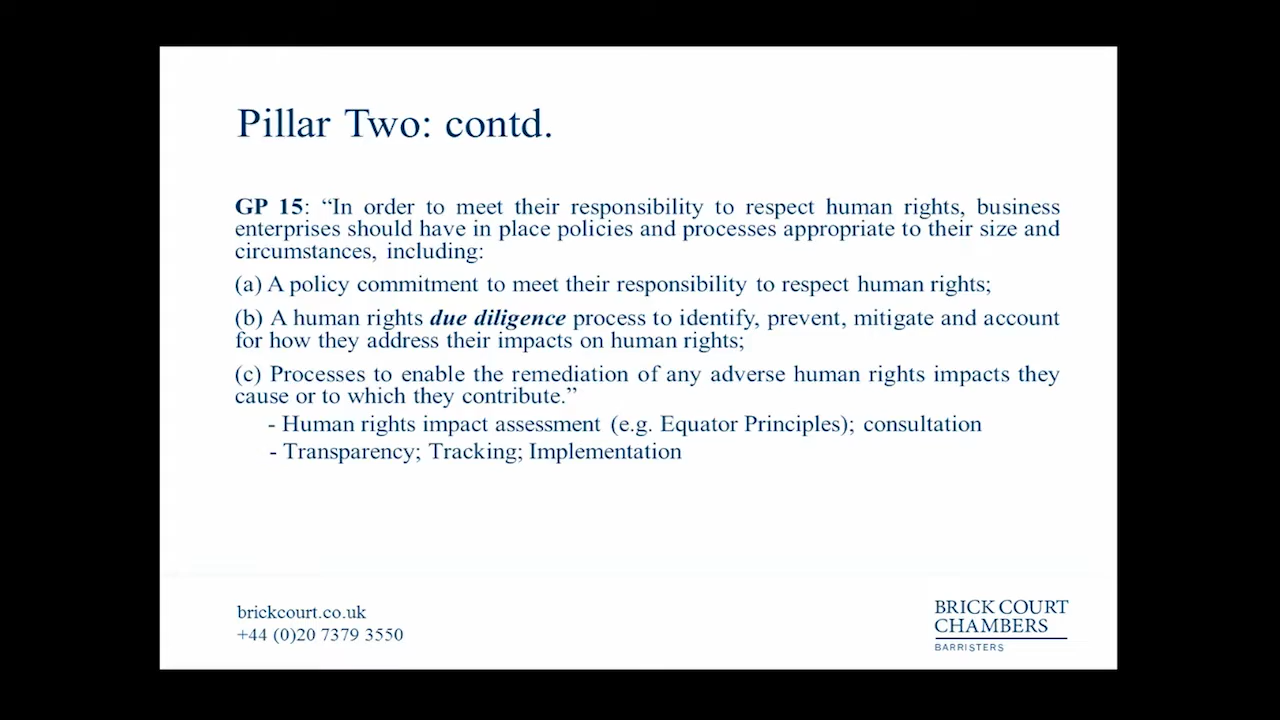 Pillar Two: contd.
GP 15: “In order to meet their responsibility to respect human rights, business
enterprises should have in place policies and processes appropriate to their size and
circumstances, including:
(a) A policy commitment to meet their responsibility to respect human rights;
(b) A human rights due diligence process to identify, prevent, mitigate and account
for how they address their impacts on human rights;
(c) Processes to enable the remediation of any adverse human rights impacts they
cause or to which they contribute.”
- Human rights impact assessment (e.g. Equator Principles); consultation
- Transparency; Tracking; Implementation
brickcourt.co.uk
+44 (0)20 7379 3550
BRICK COURT
CHAMBERS
BARRISTERS